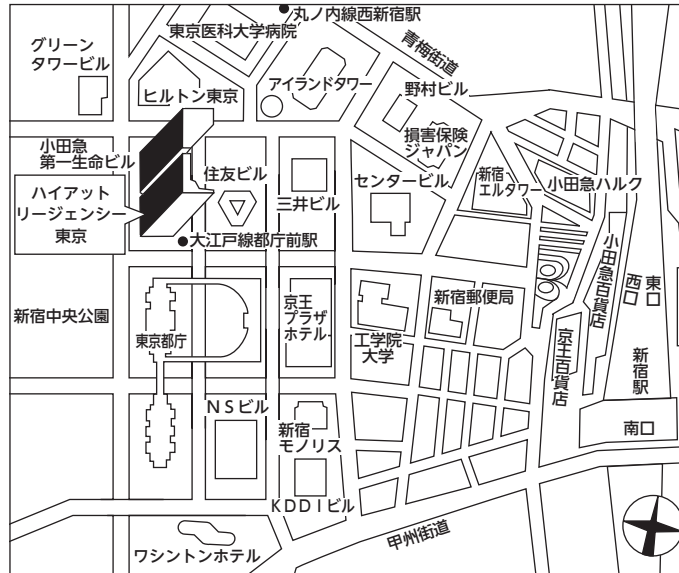 丸ノ内線西新宿駅
東京医科大学病院
青梅街道
グリーン
タワービル
ヒルトン東京
アイランドタワー
野村ビル
小田急
第一生命ビル
損害保険
ジャパン
住友ビル
三井ビル
センタービル
新宿
エルタワー
小田急ハルク
ハイアット
リージェンシー
東京
大江戸線都庁前駅
小田急百貨店
東口
西口
新宿中央公園
東京都庁
京王
プラザ
ホテル
工学院
大学
新宿郵便局
京王百貨店
新宿駅
NSビル
新宿
モノリス
南口
KDDIビル
甲州街道
ワシントンホテル